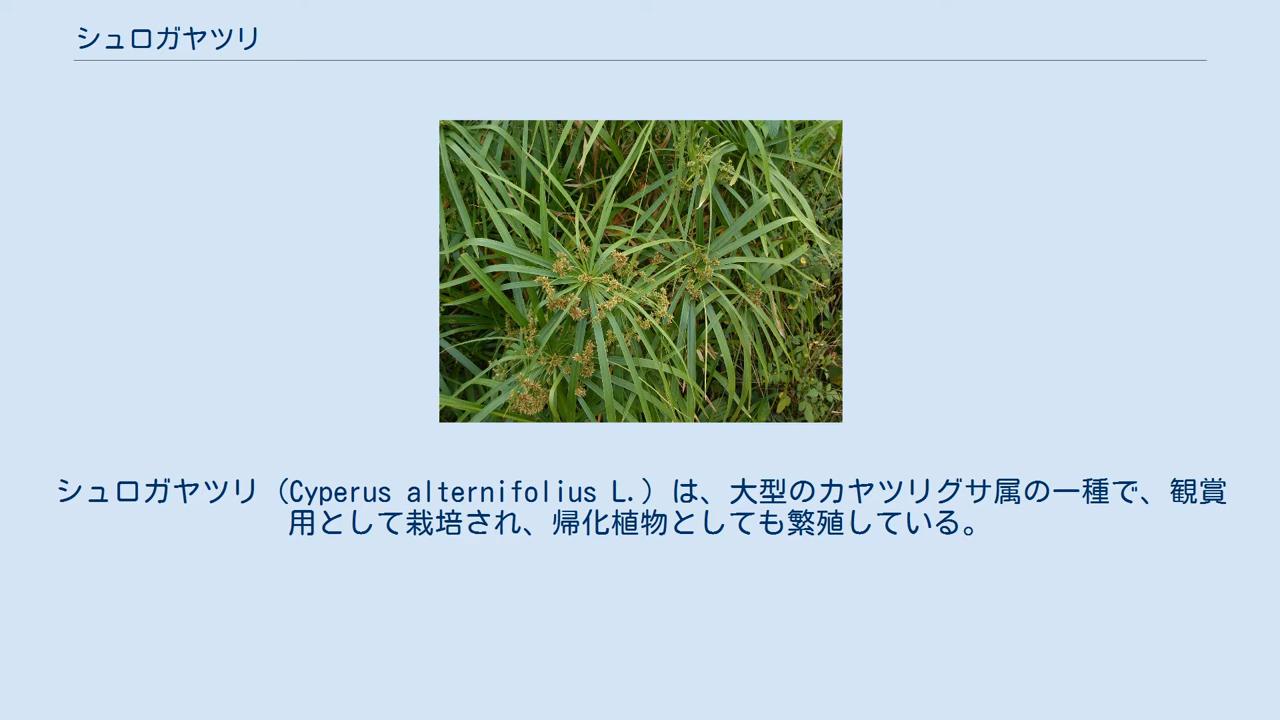 シュロガヤツリ
シュロガヤツリ（Cyperus alternifolius L.）は、大型のカヤツリグサ属の一種で、観賞
用として栽培され、帰化植物としても繁殖している。